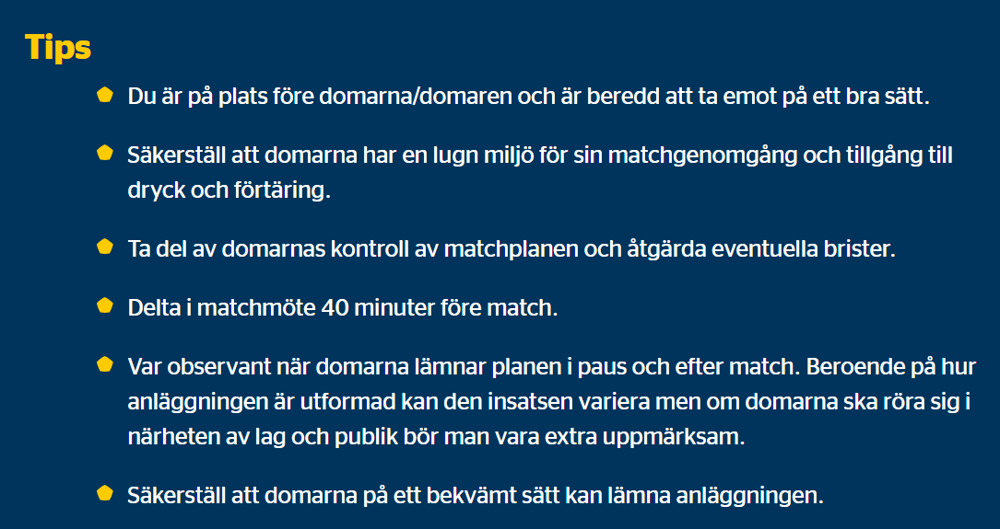 Tips
Du är på plats före domarna/domaren och är beredd att ta emot på ett bra sätt.
Säkerställ att domarna har en lugn miljö för sin matchgenomgång och tillgång till
dryck och förtäring.
Ta del av domarnas kontroll av matchplanen och åtgärda eventuella brister.
Delta i matchmöte 40 minuter före match.
Var observant när domarna lämnar planen i paus och efter match. Beroende på hur
anläggningen är utformad kan den insatsen variera men om domarna ska röra sig i
närheten av lag och publik bör man vara extra uppmärksam.
Säkerställ att domarna på ett bekvämt sätt kan lämna anläggningen.